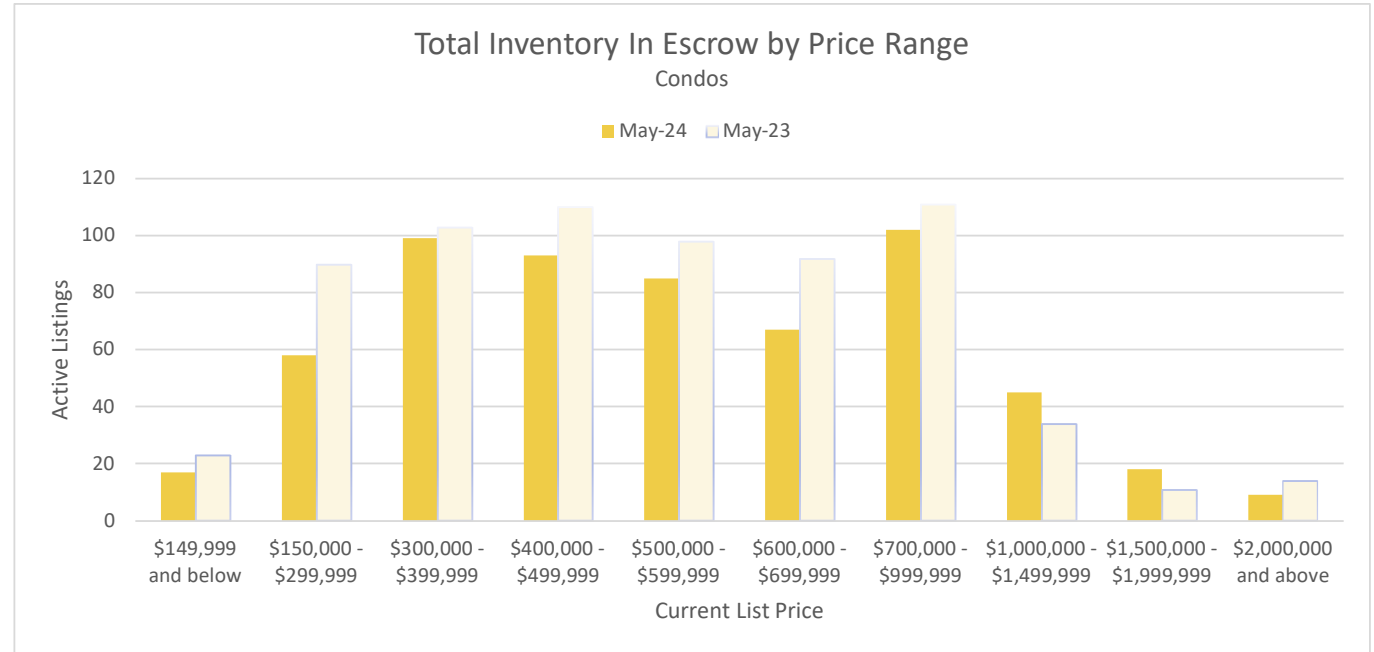 Total Inventory In Escrow by Price Range
Condos
May-24 May-23
120
100
80
60
40
20
0
Active Listings
$149,999 and below
$150,000 - $299,999
$300,000 - $399,999
$400,000 - $499,999
$500,000 - $599,999
$600,000 - $699,999
$700,000 - $999,999
$1,000,000 - $1,499,999
$1,500,000 - $1,999,999
$2,000,000 and above
Current List Price